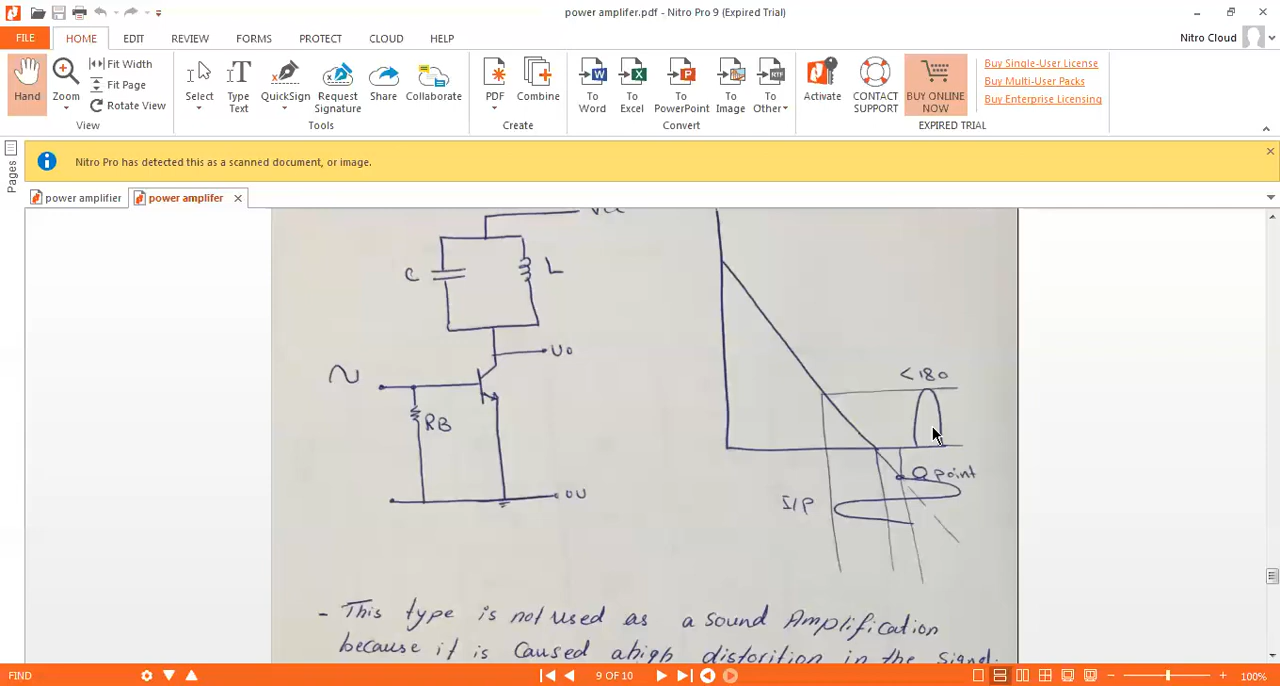 power amplifer.pdf - Nitro Pro 9 (Expired Trial)
FILE HOME EDIT REVIEW FORMS PROTECT CLOUD HELP Nitro Cloud
Hand
Zoom
Fit Width
Fit Page
Rotate View
Select
Type Text
QuickSign
Request Signature
Share
Collaborate
PDF
Combine
To Word
To Excel
To PowerPoint
To Image
To Other
Activate
CONTACT SUPPORT
BUY ONLINE NOW
Buy Single-User License
Buy Multi-User Packs
Buy Enterprise Licensing
View Tools Create Convert EXPIRED TRIAL
Pages
Nitro Pro has detected this as a scanned document, or image.
power amplifier power amplifer
C
L
Uo
RB
0U
<180
Q point
I/P
- This type is not used as a sound Amplification
because it is Caused ahigh distorition in the signal.
FIND 9 OF 10 100%